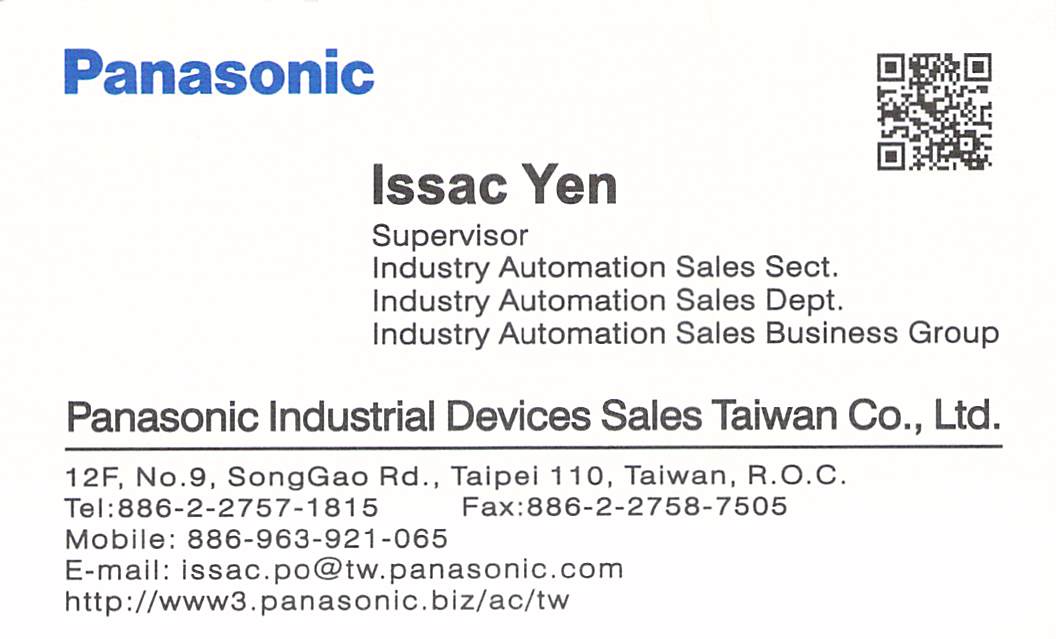 Panasonic
Issac Yen
Supervisor
Industry Automation Sales Sect.
Industry Automation Sales Dept.
Industry Automation Sales Business Group
Panasonic Industrial Devices Sales Taiwan Co., Ltd.
12F, No.9, SongGao Rd., Taipei 110, Taiwan, R.O.C.
Tel:886-2-2757-1815 Fax:886-2-2758-7505
Mobile: 886-963-921-065
E-mail: issac.po@tw.panasonic.com
http://www3.panasonic.biz/ac/tw